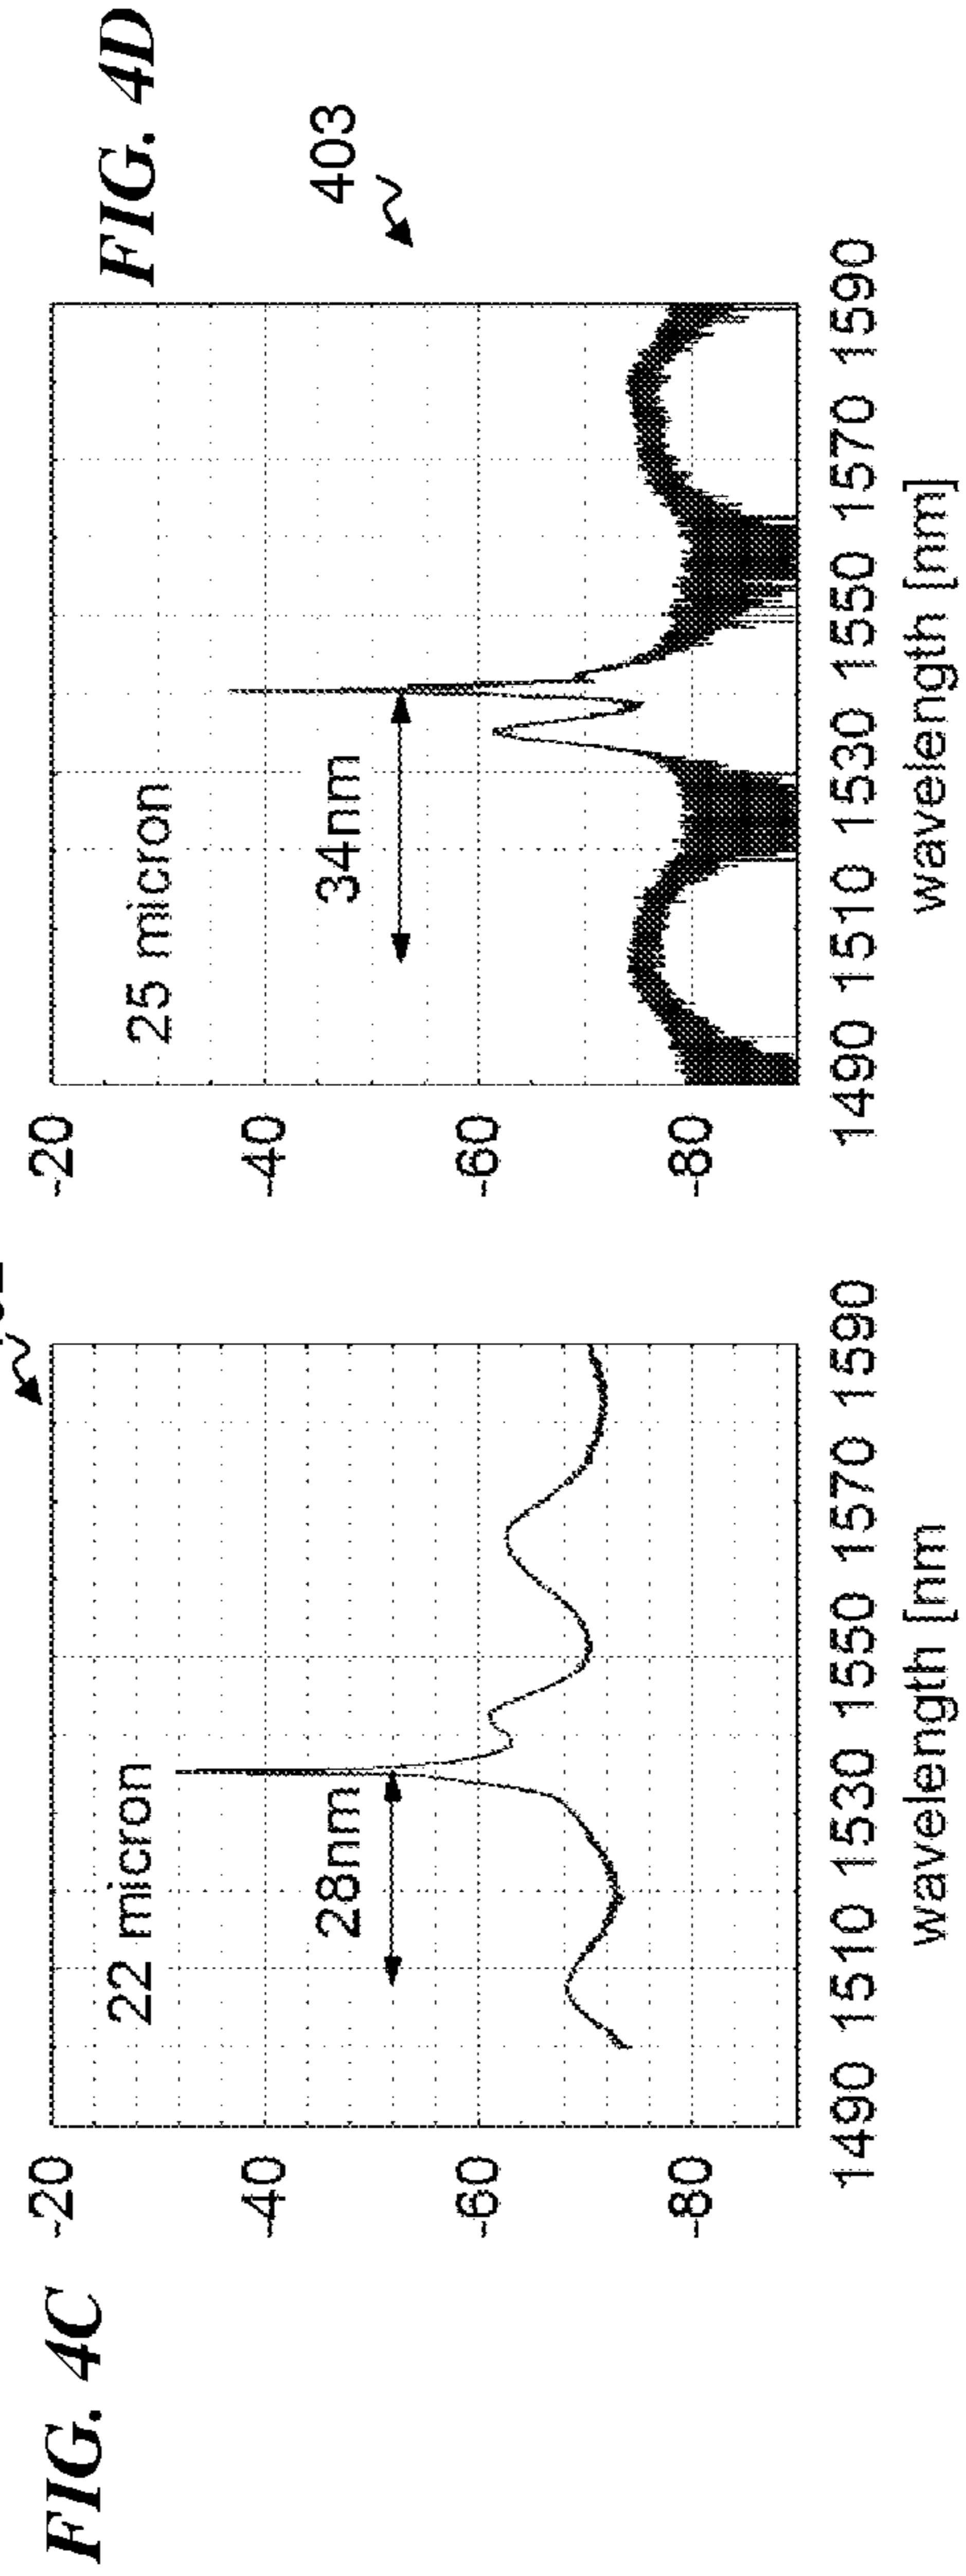 FIG. 4C
-20
-40
-60
-80
22 micron
28nm
1490 1510 1530 1550 1570 1590
wavelength [nm
FIG. 4D
403
-20
-40
-60
-80
25 micron
34nm
1490 1510 1530 1550 1570 1590
wavelength [nm]